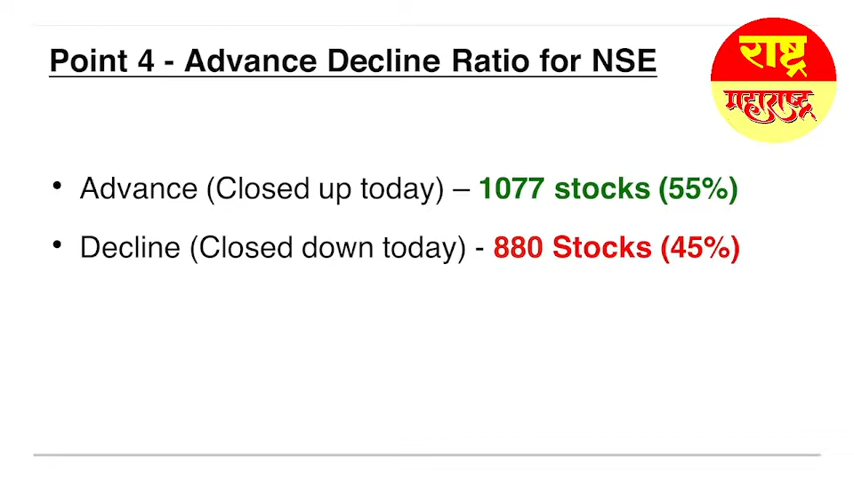 Point 4 - Advance Decline Ratio for NSE
राष्ट्र
महाराष्ट्र
• Advance (Closed up today) – 1077 stocks (55%)
• Decline (Closed down today) - 880 Stocks (45%)